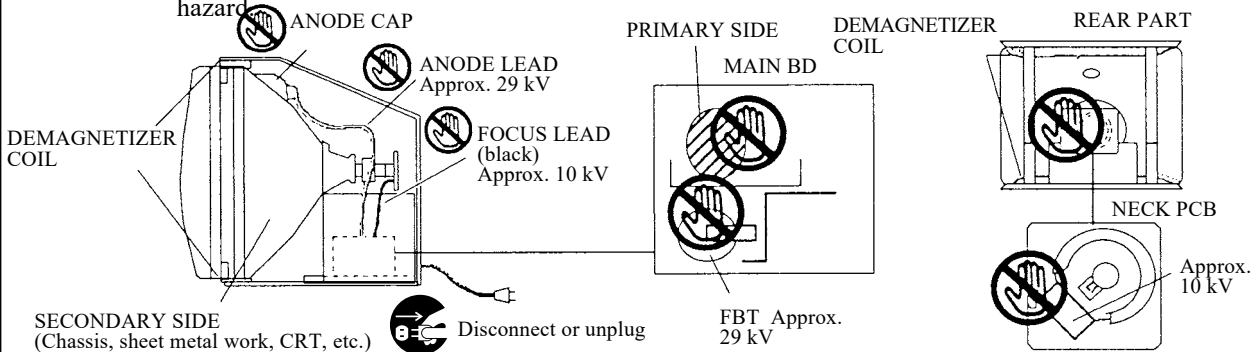 hazard
ANODE CAP
ANODE LEAD
Approx. 29 kV
FOCUS LEAD
(black)
Approx. 10 kV
DEMAGNETIZER
COIL
SECONDARY SIDE
(Chassis, sheet metal work, CRT, etc.)
Disconnect or unplug
PRIMARY SIDE
MAIN BD
FBT Approx.
29 kV
DEMAGNETIZER
COIL
REAR PART
NECK PCB
Approx.
10 kV